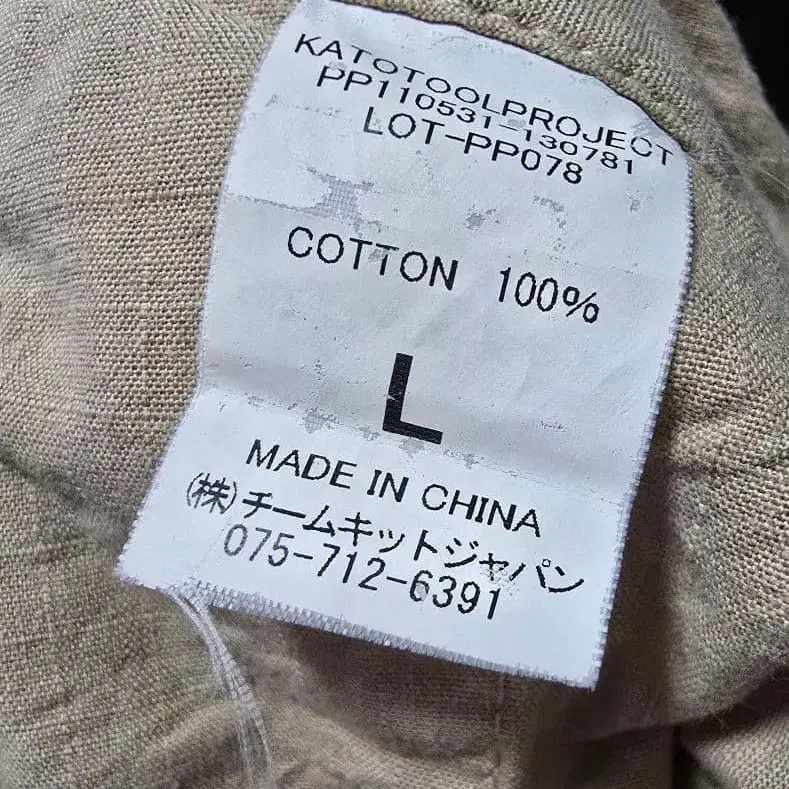 KATOTOOLPROJECT
PP110531-130781
LOT-PP078
COTTON 100%
L
MADE IN CHINA
(株)チームキットジャパン
075-712-6391